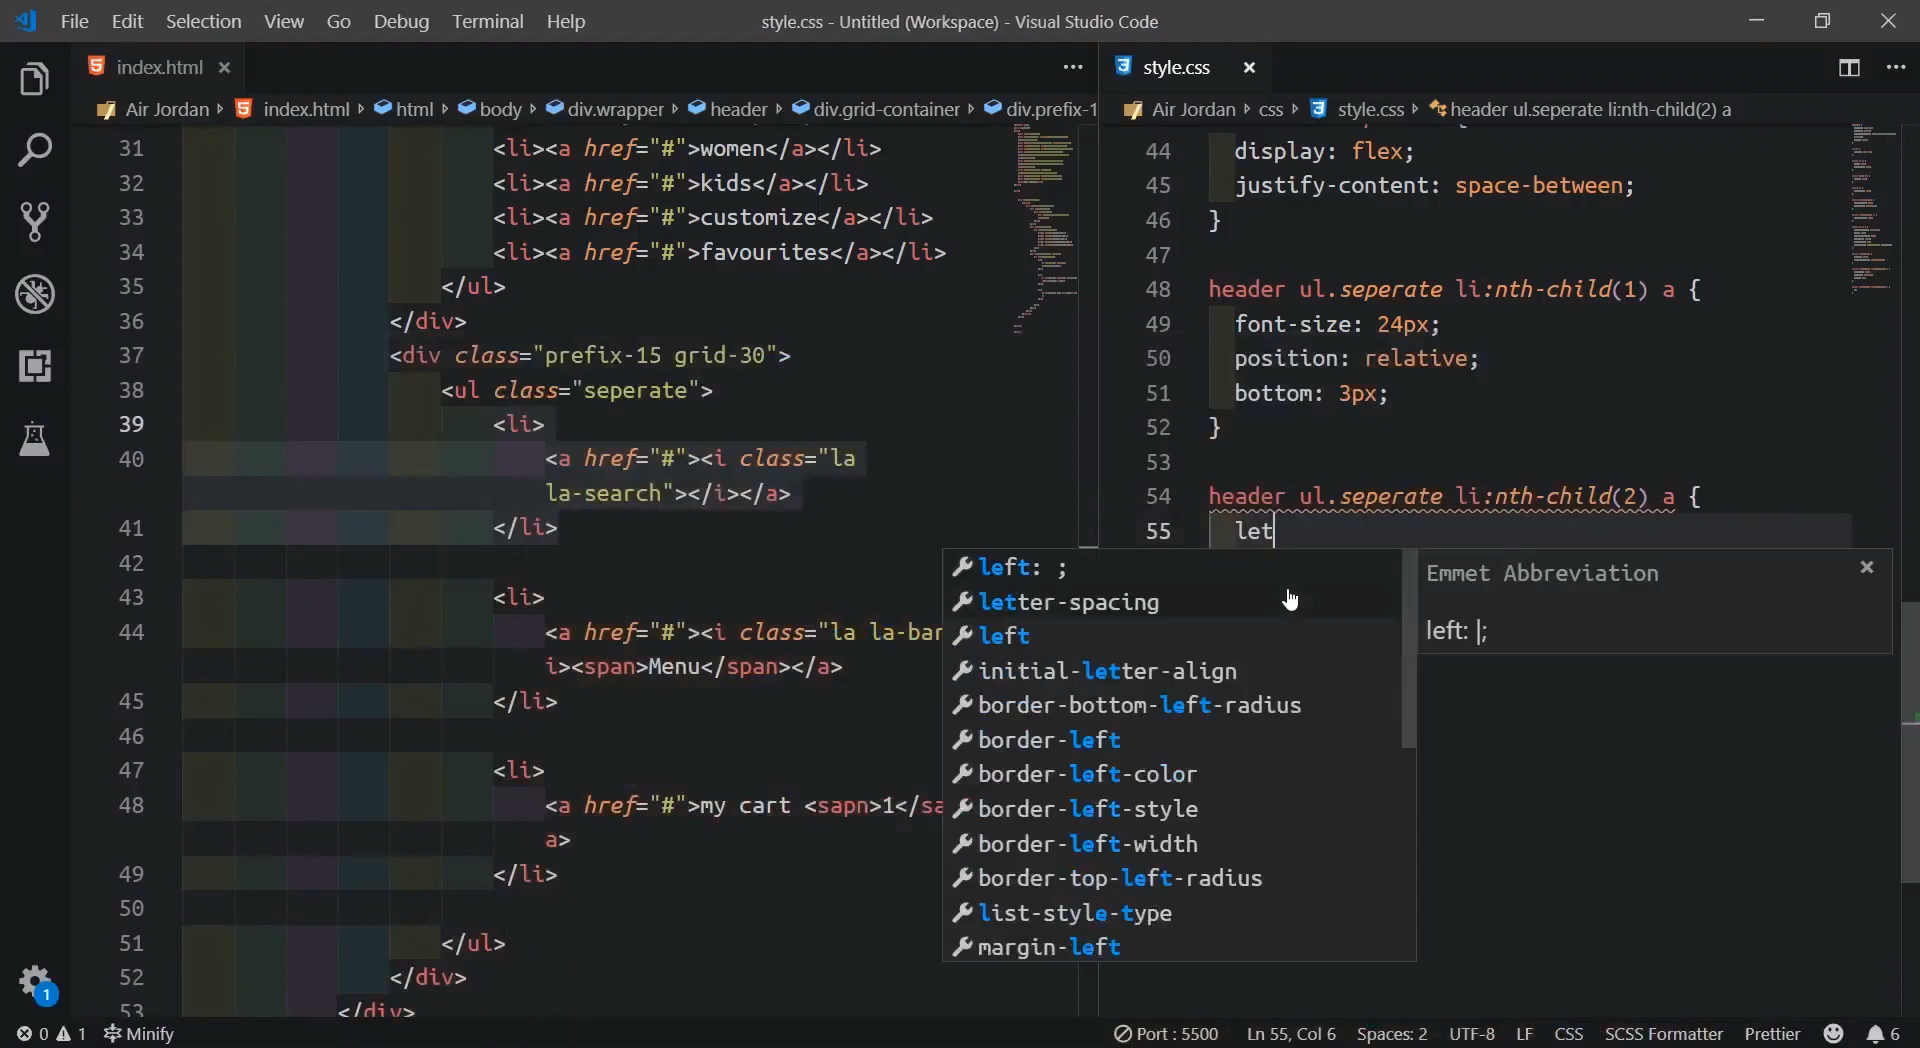 File Edit Selection View Go Debug Terminal Help
style.css - Untitled (Workspace) - Visual Studio Code
index.html
Air Jordan index.html html body div.wrapper header div.grid-container div.prefix-1
31 <li><a href="#">women</a></li>
32 <li><a href="#">kids</a></li>
33 <li><a href="#">customize</a></li>
34 <li><a href="#">favourites</a></li>
35 </ul>
36 </div>
37 <div class="prefix-15 grid-30">
38 <ul class="seperate">
39 <li>
40 <a href="#"><i class="la
la-search"></i></a>
41 </li>
42
43 <li>
44 <a href="#"><i class="la la-bar
i><span>Menu</span></a>
45 </li>
46
47 <li>
48 <a href="#">my cart <sapn>1</sa
a>
49 </li>
50
51 </ul>
52 </div>
53 </div>
style.css
Air Jordan css style.css header ul.seperate li:nth-child(2) a
44 display: flex;
45 justify-content: space-between;
46 }
47
48 header ul.seperate li:nth-child(1) a {
49 font-size: 24px;
50 position: relative;
51 bottom: 3px;
52 }
53
54 header ul.seperate li:nth-child(2) a {
55 let
left: ;
letter-spacing
left
initial-letter-align
border-bottom-left-radius
border-left
border-left-color
border-left-style
border-left-width
border-top-left-radius
list-style-type
margin-left
Emmet Abbreviation
left: |;
1
0 1 Minify
Port : 5500 Ln 55, Col 6 Spaces: 2 UTF-8 LF CSS SCSS Formatter Prettier 6